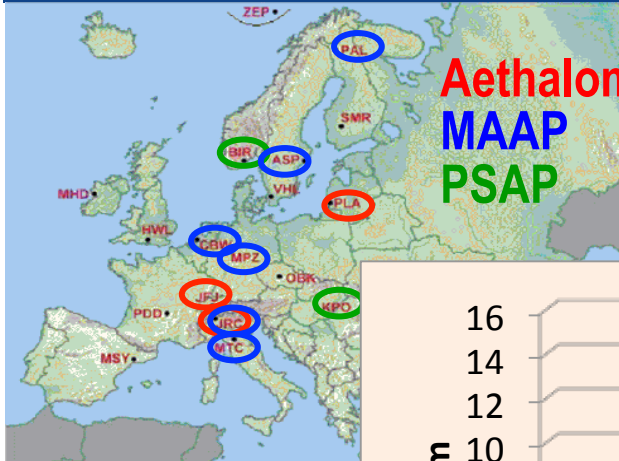 ZEP
PAL
Aethalom
MAAP
PSAP
SMR
BIR
ASP
MHD
VHL
PLA
HWL
CBW
MPZ
OBK
JFJ
KPO
PDD
JRC
MTC
MSY
16
14
12
10